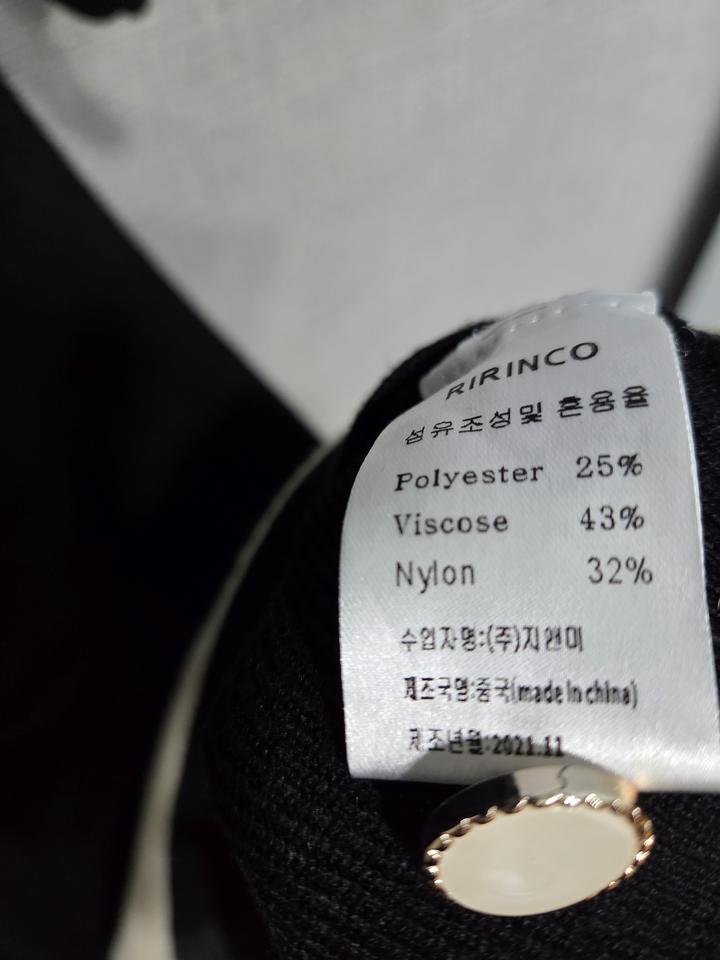 RIRINCO
섬유조성및 혼용율
Polyester 25%
Viscose 43%
Nylon 32%
수입자명:(주)지앤미
제조국명:중국(made in china)
제조년월:2021.11